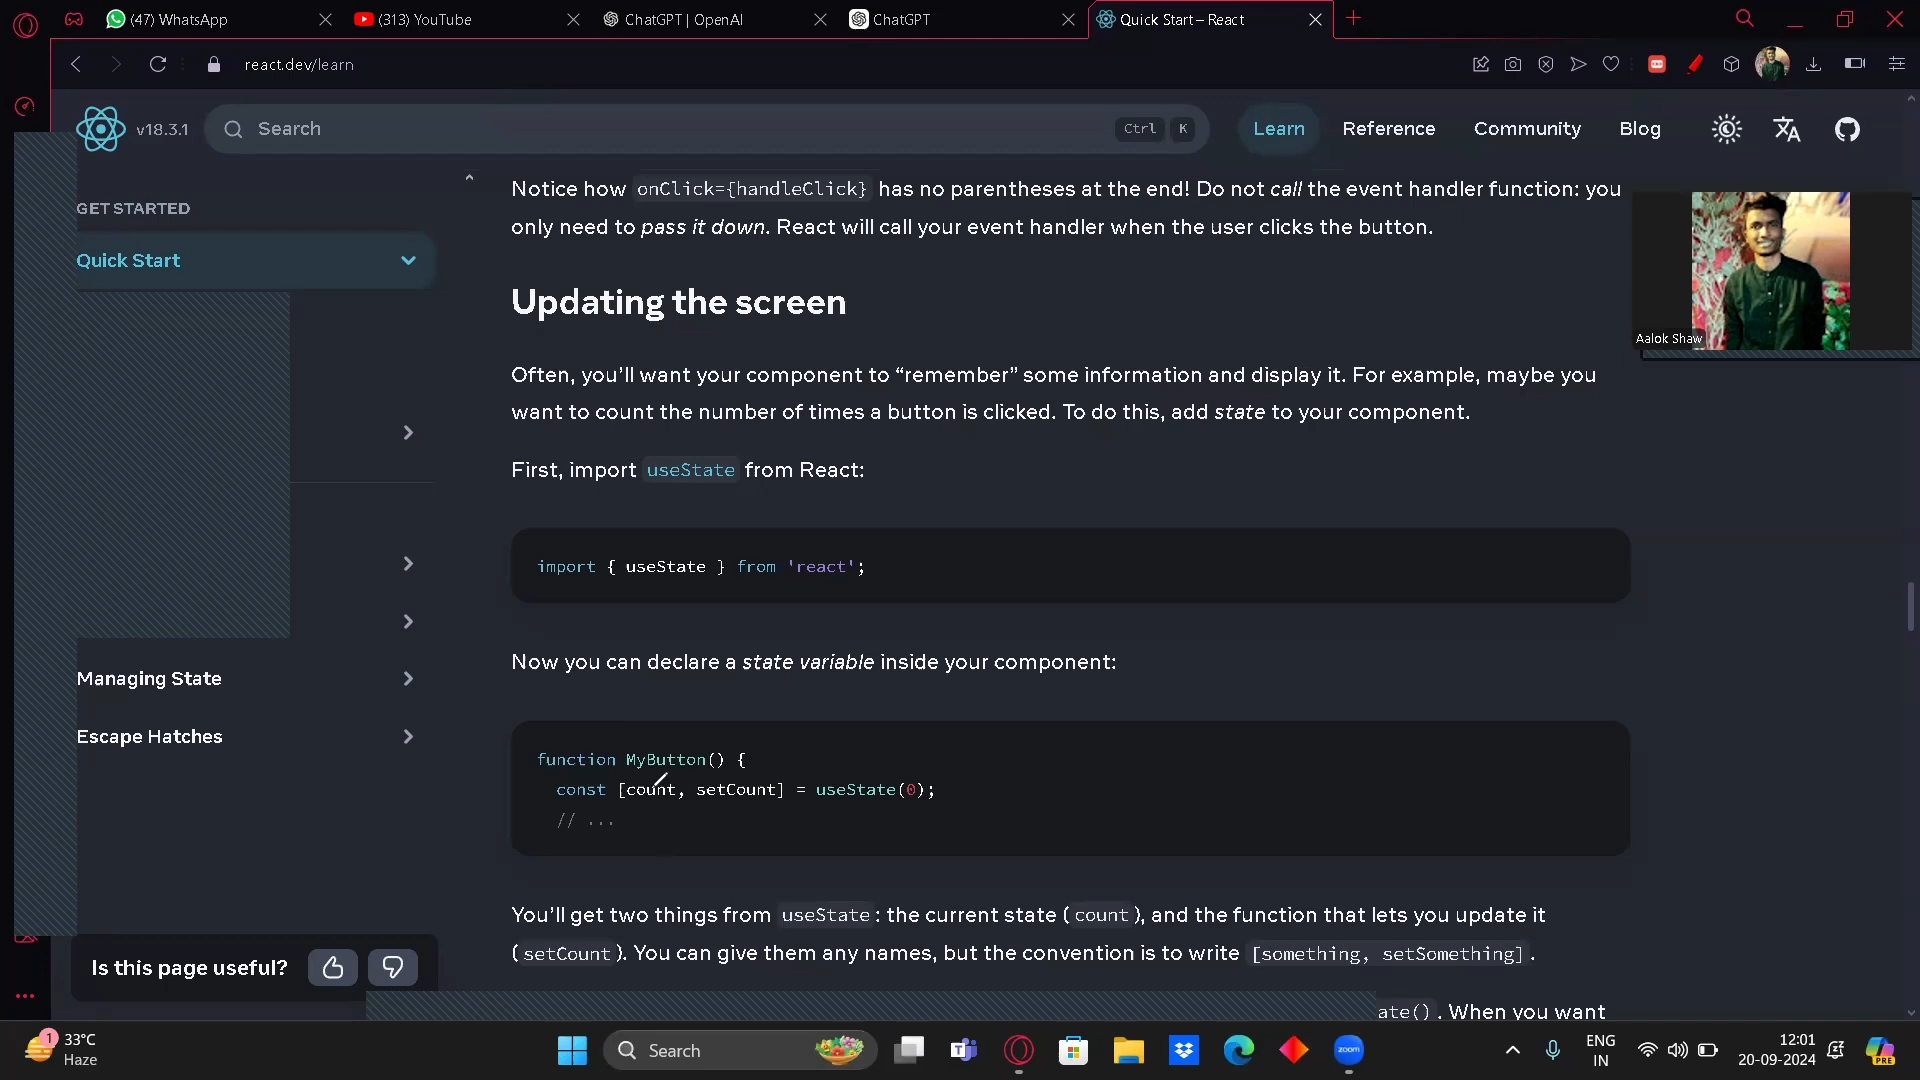 (47) WhatsApp
(313) YouTube
ChatGPT | OpenAI
ChatGPT
Quick Start – React
react.dev/learn
v18.3.1
Search
Ctrl K
Learn
Reference
Community
Blog
GET STARTED
Quick Start
Managing State
Escape Hatches
Is this page useful?
Notice how onClick={handleClick} has no parentheses at the end! Do not call the event handler function: you
only need to pass it down. React will call your event handler when the user clicks the button.
Updating the screen
Often, you’ll want your component to “remember” some information and display it. For example, maybe you
want to count the number of times a button is clicked. To do this, add state to your component.
First, import useState from React:
import { useState } from 'react';
Now you can declare a state variable inside your component:
function MyButton() {
const [count, setCount] = useState(0);
// ...
You’ll get two things from useState: the current state (count), and the function that lets you update it
(setCount). You can give them any names, but the convention is to write [something, setSomething].
ate(). When you want
Aalok Shaw
1
33°C
Haze
Search
zoom
ENG
IN
12:01
20-09-2024
PRE